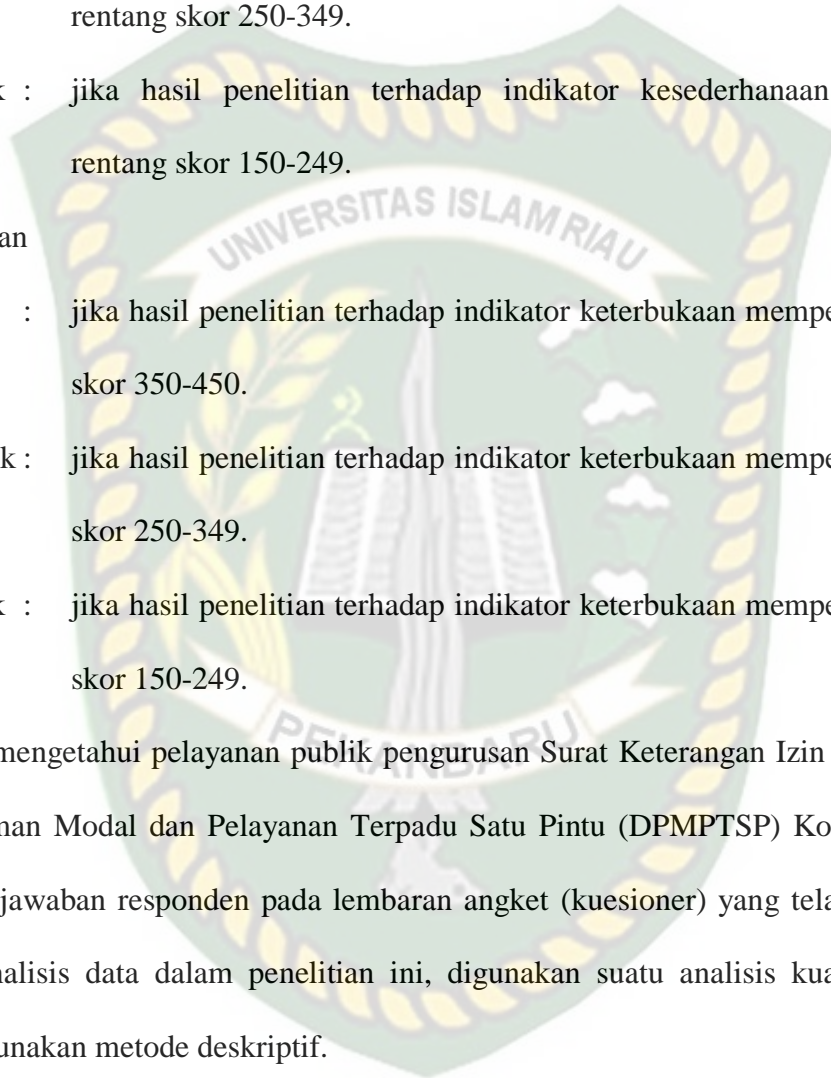 rentang skor 250-349.
k : jika hasil penelitian terhadap indikator kesederhanaan
rentang skor 150-249.
UNIVERSITAS ISLAM RIAU
an
: jika hasil penelitian terhadap indikator keterbukaan mempe
skor 350-450.
k : jika hasil penelitian terhadap indikator keterbukaan mempe
skor 250-349.
k : jika hasil penelitian terhadap indikator keterbukaan mempe
skor 150-249.
PEKANBARU
mengetahui pelayanan publik pengurusan Surat Keterangan Izin
nan Modal dan Pelayanan Terpadu Satu Pintu (DPMPTSP) Ko
jawaban responden pada lembaran angket (kuesioner) yang tela
nalisis data dalam penelitian ini, digunakan suatu analisis kua
unakan metode deskriptif.